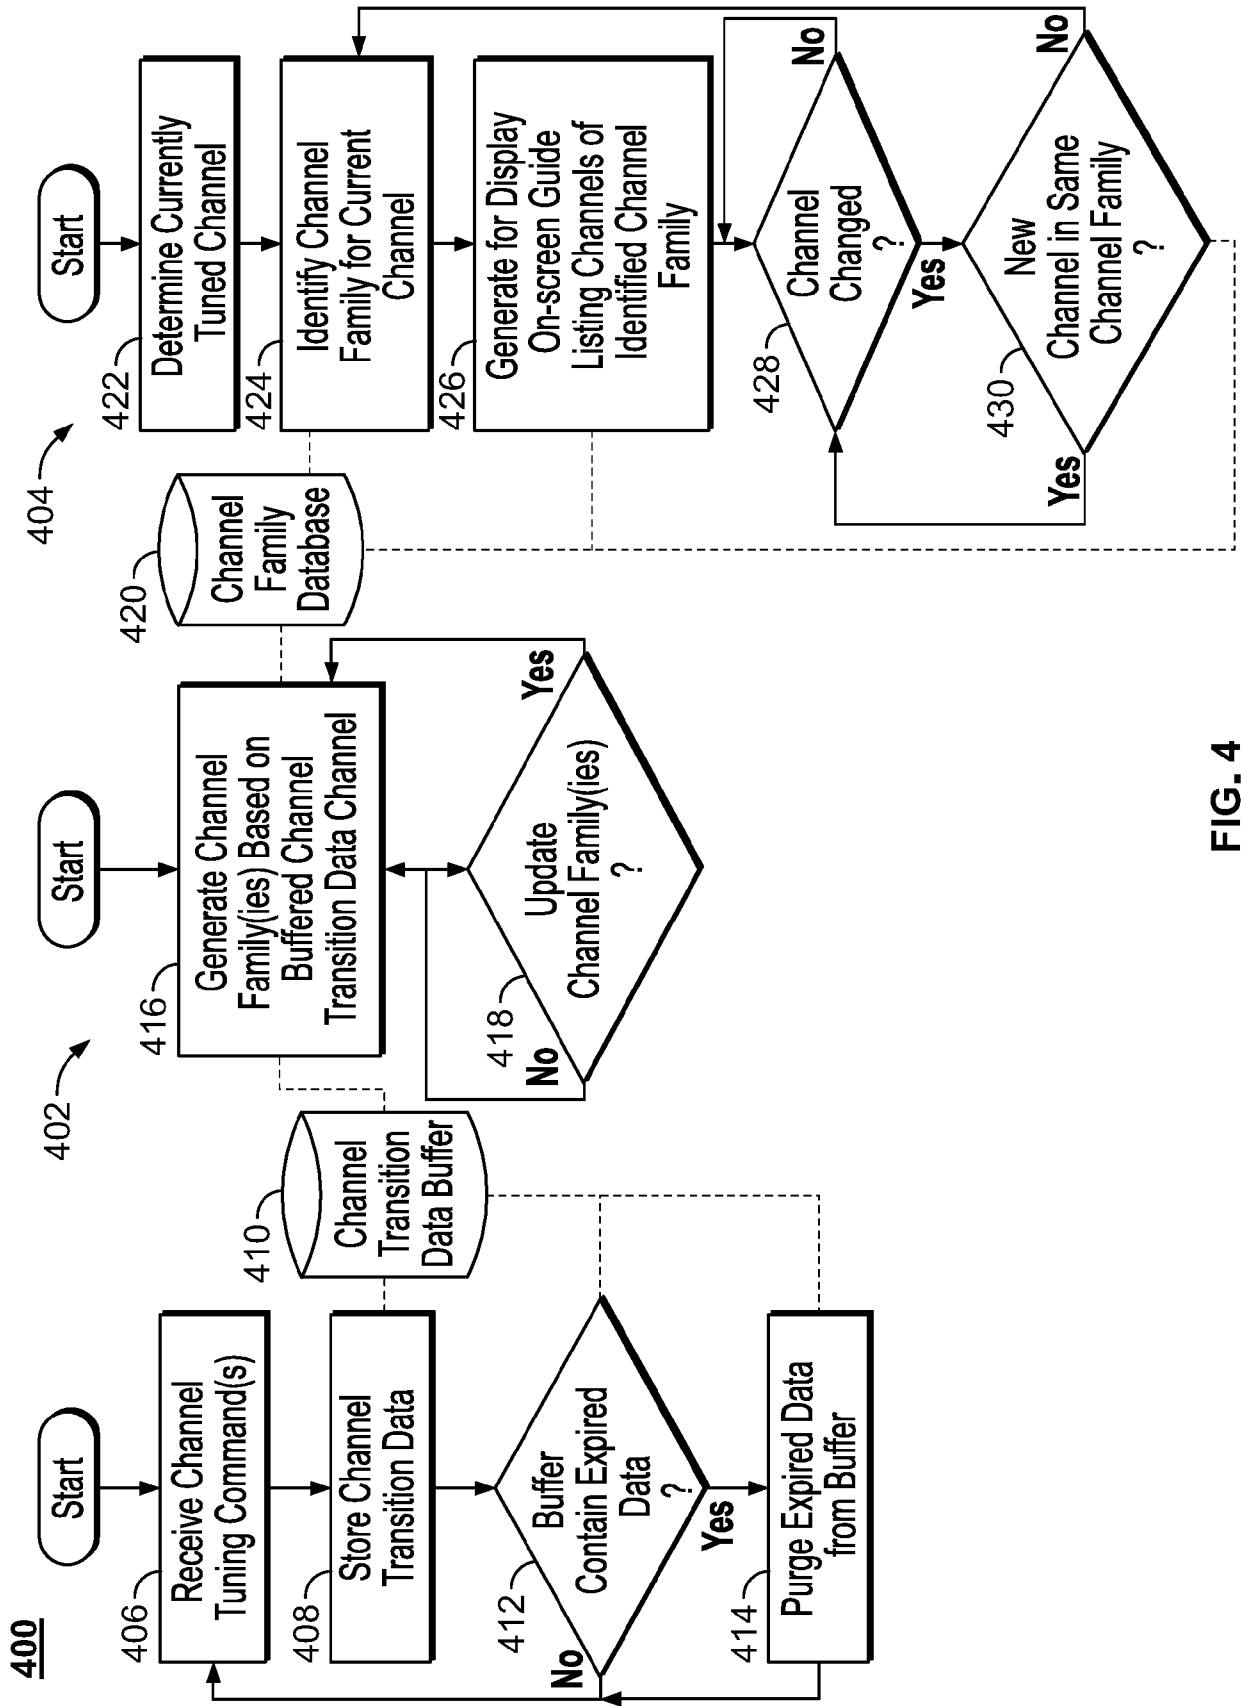 400
Start
406
Receive Channel
Tuning Command(s)
408
Store Channel
Transition Data
410
Channel
Transition
Data Buffer
412
Buffer
Contain Expired
Data
?
No
Yes
414
Purge Expired Data
from Buffer
402
Start
416
Generate Channel
Family(ies) Based on
Buffered Channel
Transition Data Channel
418
Update
Channel Family(ies)
?
No
Yes
420
Channel
Family
Database
404
Start
422
Determine Currently
Tuned Channel
424
Identify Channel
Family for Current
Channel
426
Generate for Display
On-screen Guide
Listing Channels of
Identified Channel
Family
428
Channel
Changed
?
No
Yes
430
New
Channel in Same
Channel Family
?
Yes
No
FIG. 4